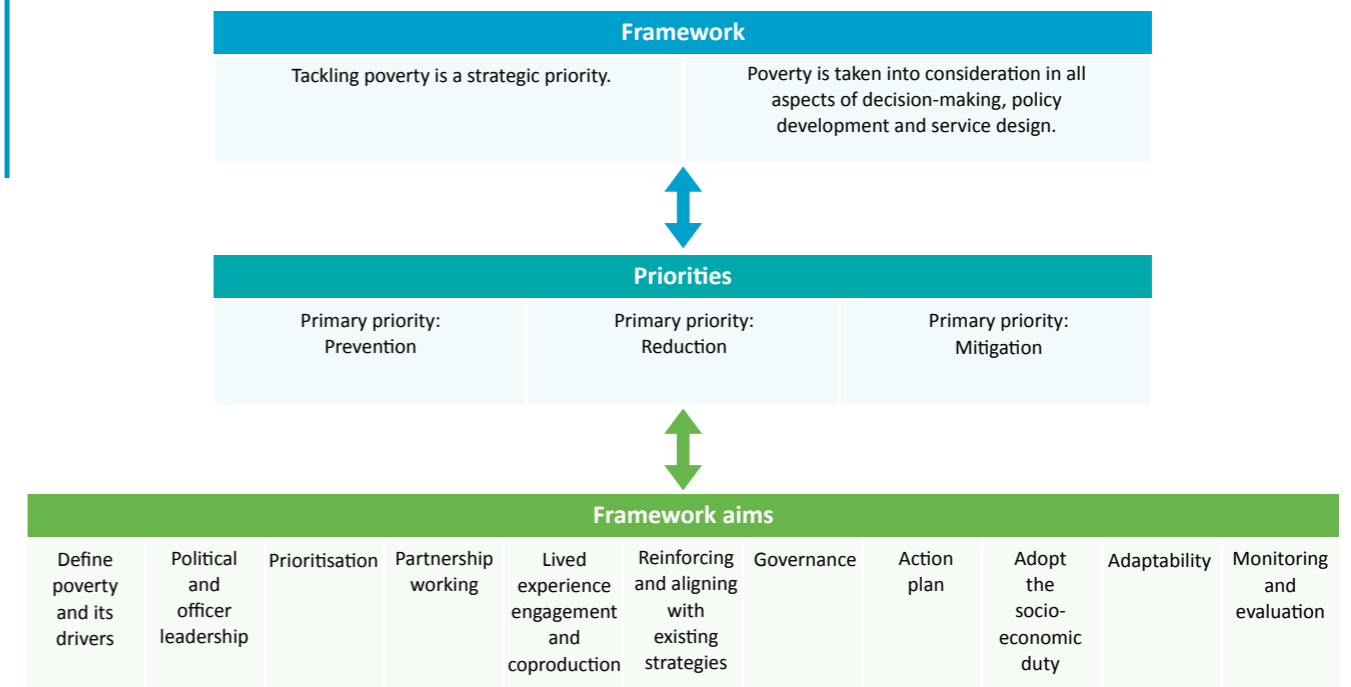 Framework
Tackling poverty is a strategic priority.
Poverty is taken into consideration in all
aspects of decision-making, policy
development and service design.
Priorities
Primary priority:
Prevention
Primary priority:
Reduction
Primary priority:
Mitigation
Framework aims
Define
poverty
and its
drivers
Political
and
officer
leadership
Prioritisation
Partnership
working
Lived
experience
engagement
and
coproduction
Reinforcing
and aligning
with
existing
strategies
Governance
Action
plan
Adopt
the
socio-
economic
duty
Adaptability
Monitoring
and
evaluation